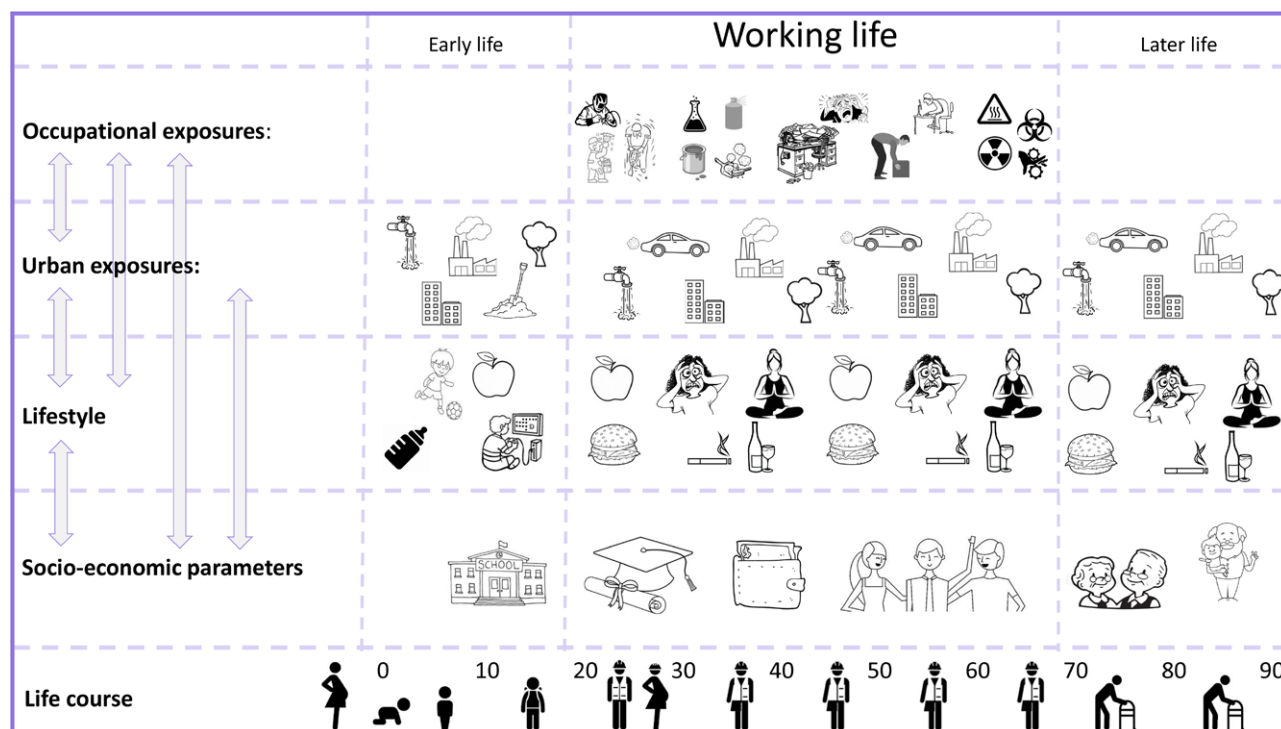 Early life
Working life
Later life
Occupational exposures:
Urban exposures:
Lifestyle
Socio-economic parameters
SCHOOL
Life course
0 10 20 30 40 50 60 70 80 90